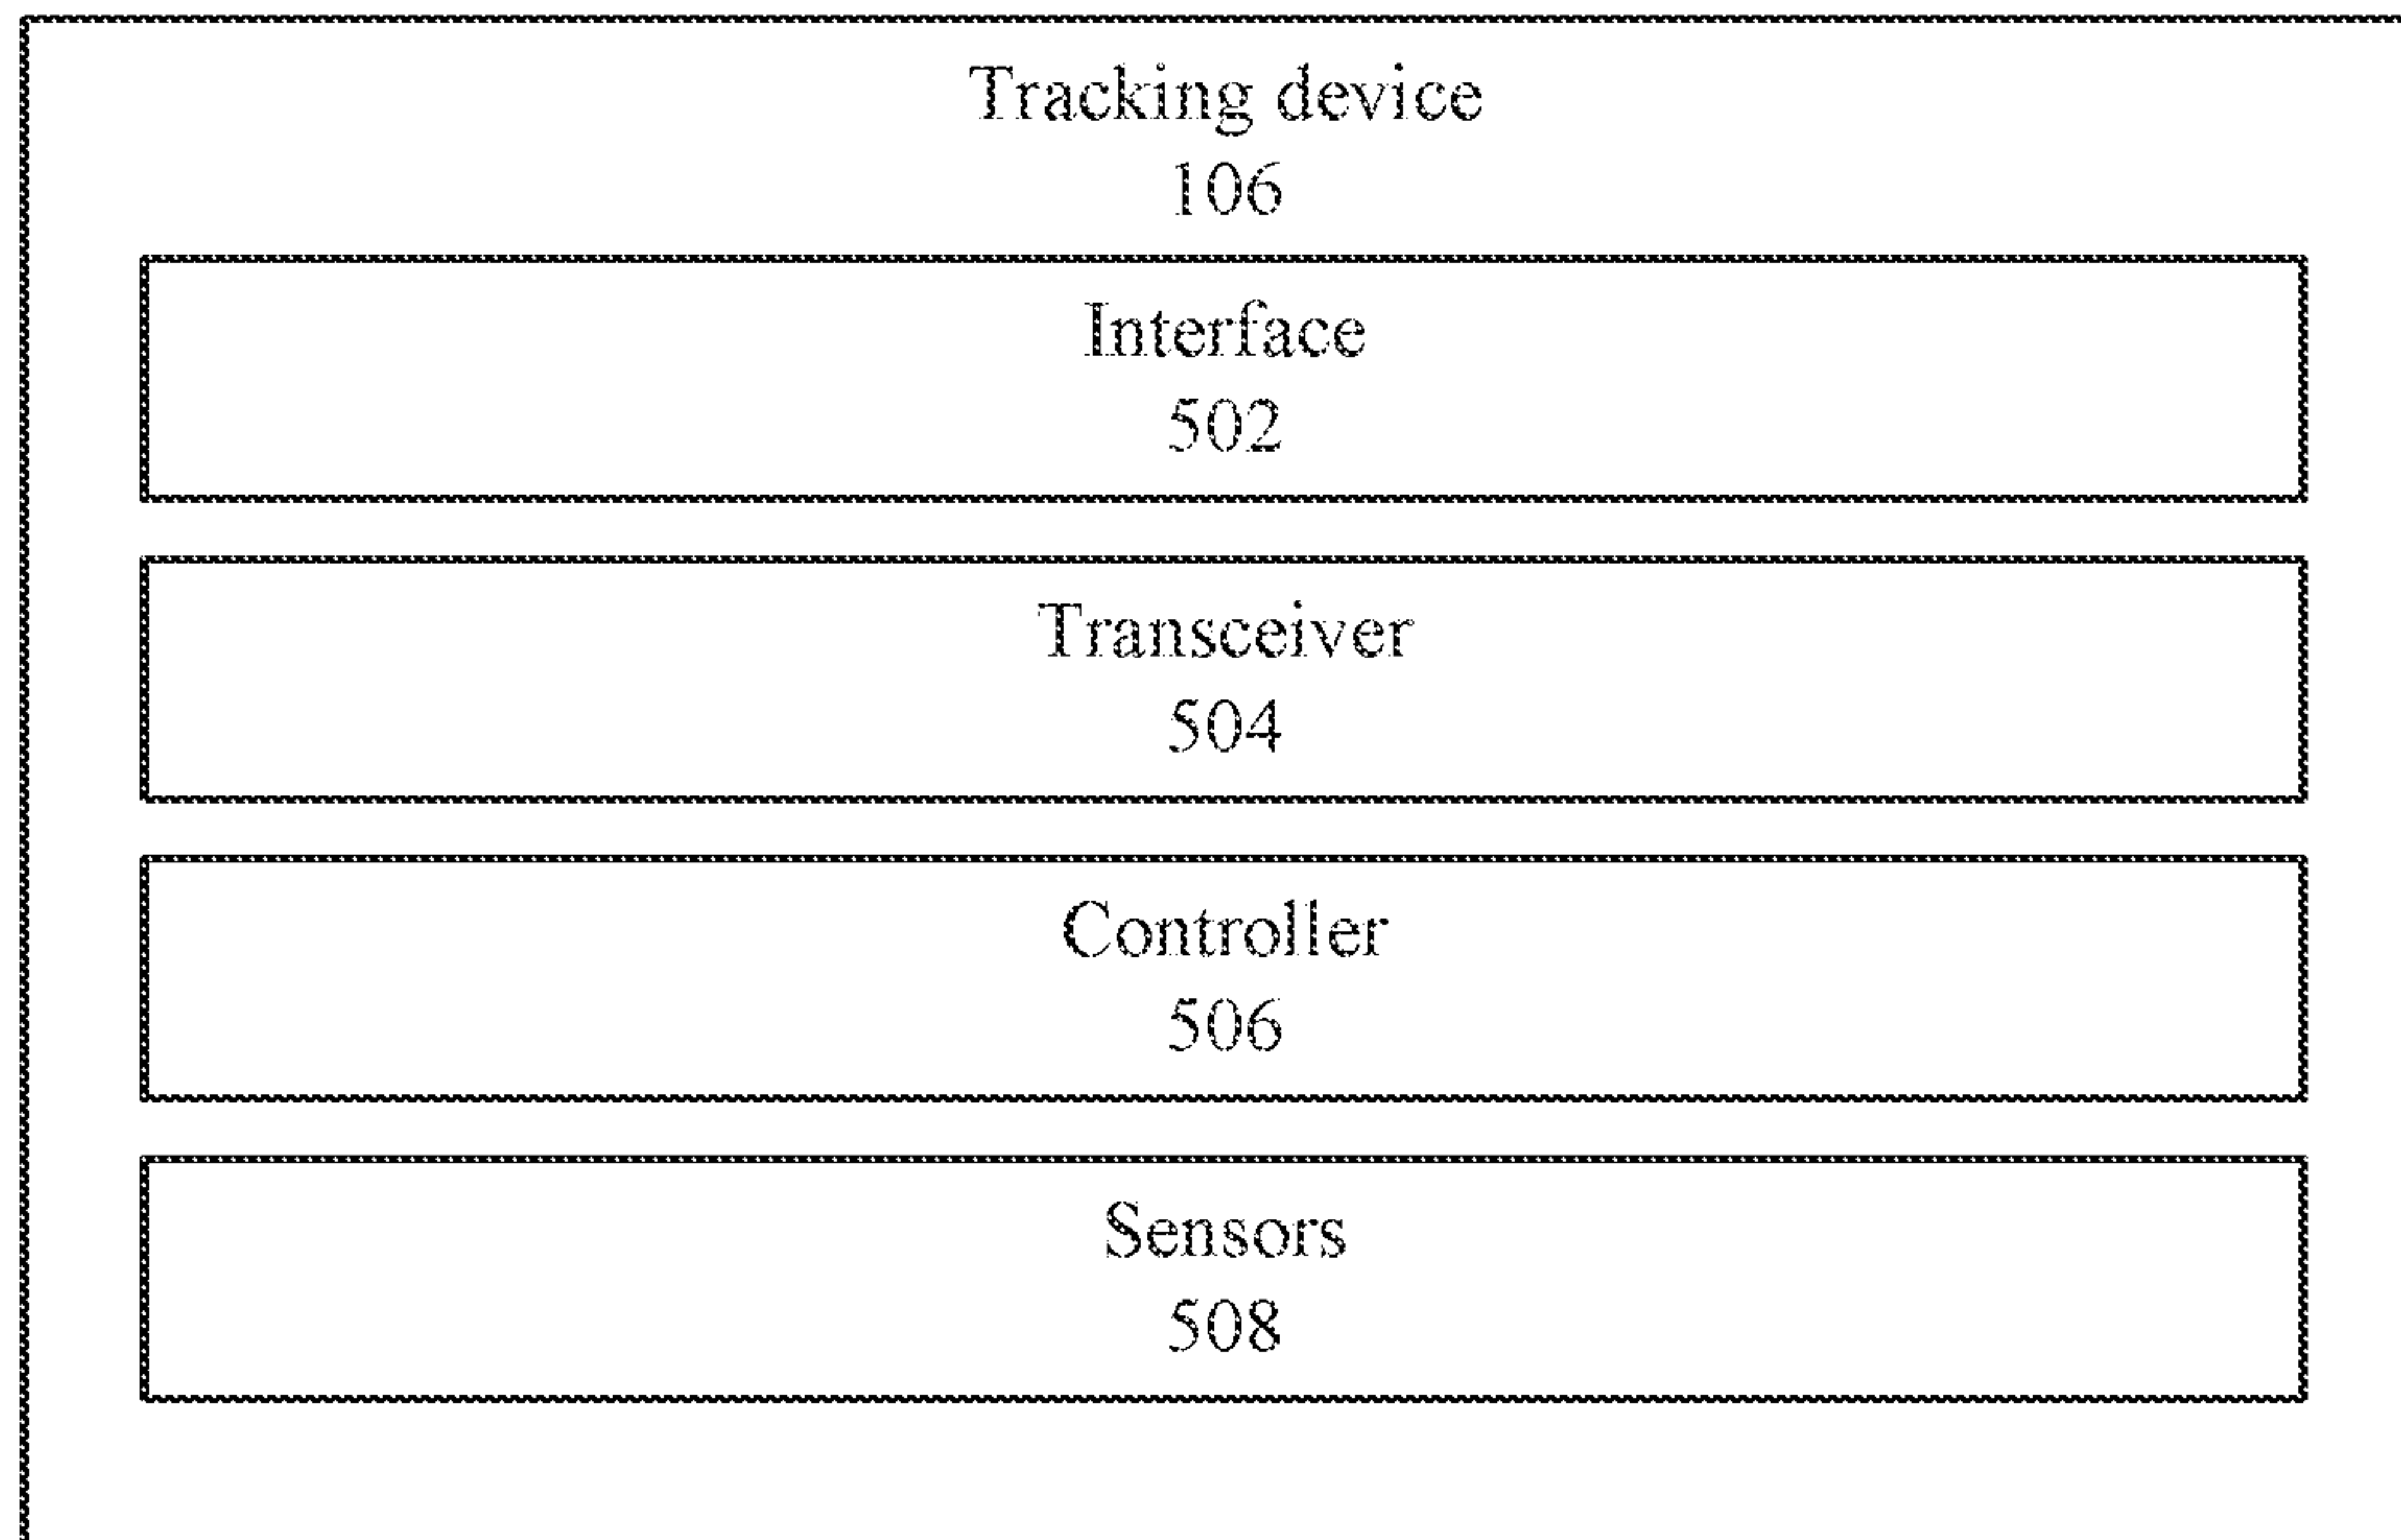 Tracking device
106
Interface
502
Transceiver
504
Controller
506
Sensors
508